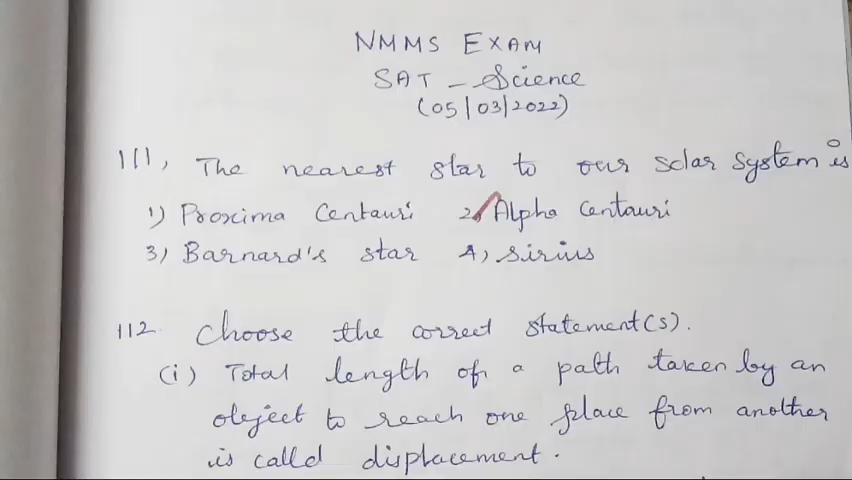 NMMS EXAM
SAT - Science
(05/03/2022)
111, The nearest star to our solar system is
1) Proxima Centauri 2) Alpha Centauri
3) Barnard's star 4) Sirius
112. Choose the correct statement(s).
(i) Total length of a path taken by an
object to reach one place from another
is called displacement.